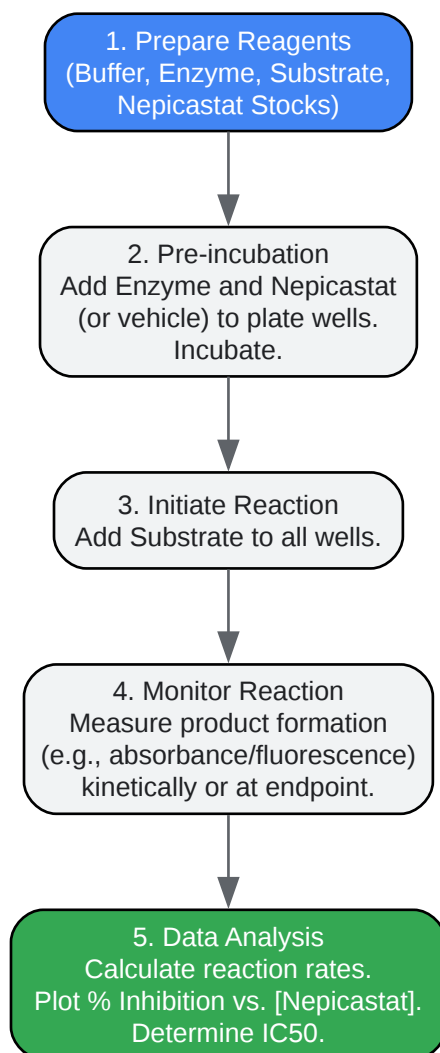 1. Prepare Reagents
(Buffer, Enzyme, Substrate,
Nepicastat Stocks)
2. Pre-incubation
Add Enzyme and Nepicastat
(or vehicle) to plate wells.
Incubate.
3. Initiate Reaction
Add Substrate to all wells.
4. Monitor Reaction
Measure product formation
(e.g., absorbance/fluorescence)
kinetically or at endpoint.
5. Data Analysis
Calculate reaction rates.
Plot % Inhibition vs. [Nepicastat].
Determine IC50.